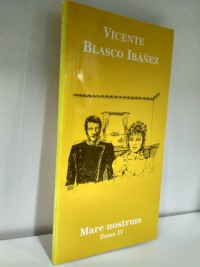 VICENTE
BLASCO IBÁÑEZ
Mare nostrum
Tomo IV